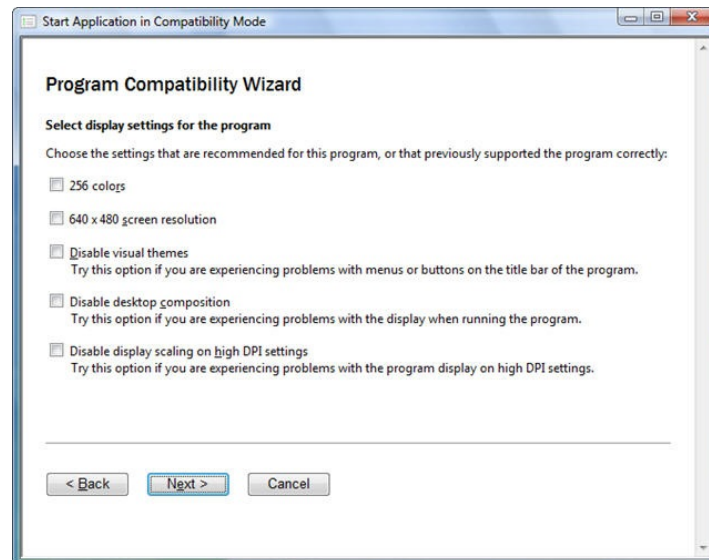 Start Application in Compatibility Mode
Program Compatibility Wizard
Select display settings for the program
Choose the settings that are recommended for this program, or that previously supported the program correctly:
256 colors
640 x 480 screen resolution
Disable visual themes
Try this option if you are experiencing problems with menus or buttons on the title bar of the program.
Disable desktop composition
Try this option if you are experiencing problems with the display when running the program.
Disable display scaling on high DPI settings
Try this option if you are experiencing problems with the program display on high DPI settings.
< Back Next > Cancel